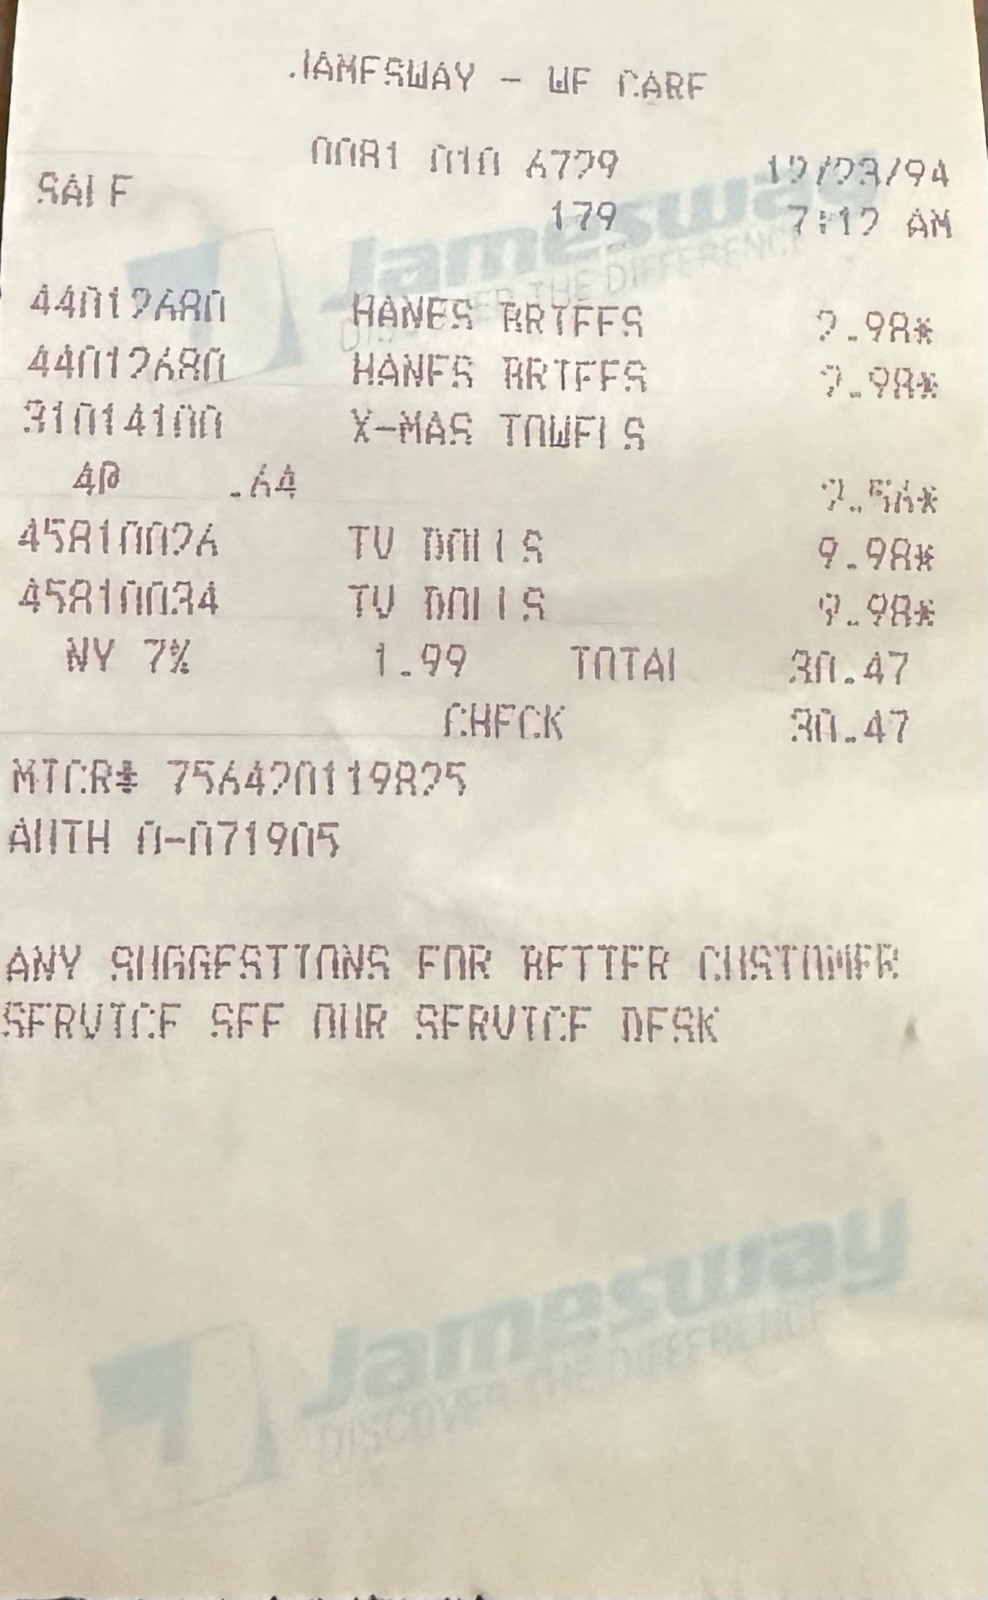 JAMESWAY - WE CARE
0081 010 6729 12/23/94
SALE 179 7:12 AM
Jamesway
DISCOVER THE DIFFERENCE
44012680 HANES BRIEFS 2.98*
44012680 HANES BRIEFS 2.98*
31014100 X-MAS TOWELS
4@ .64 2.56*
45810026 TV DOLLS 9.98*
45810034 TV DOLLS 9.98*
NY 7% 1.99 TOTAL 30.47
CHECK 30.47
MICR# 756420119825
AUTH 0-071905
ANY SUGGESTIONS FOR BETTER CUSTOMER
SERVICE SEE OUR SERVICE DESK
Jamesway
DISCOVER THE DIFFERENCE